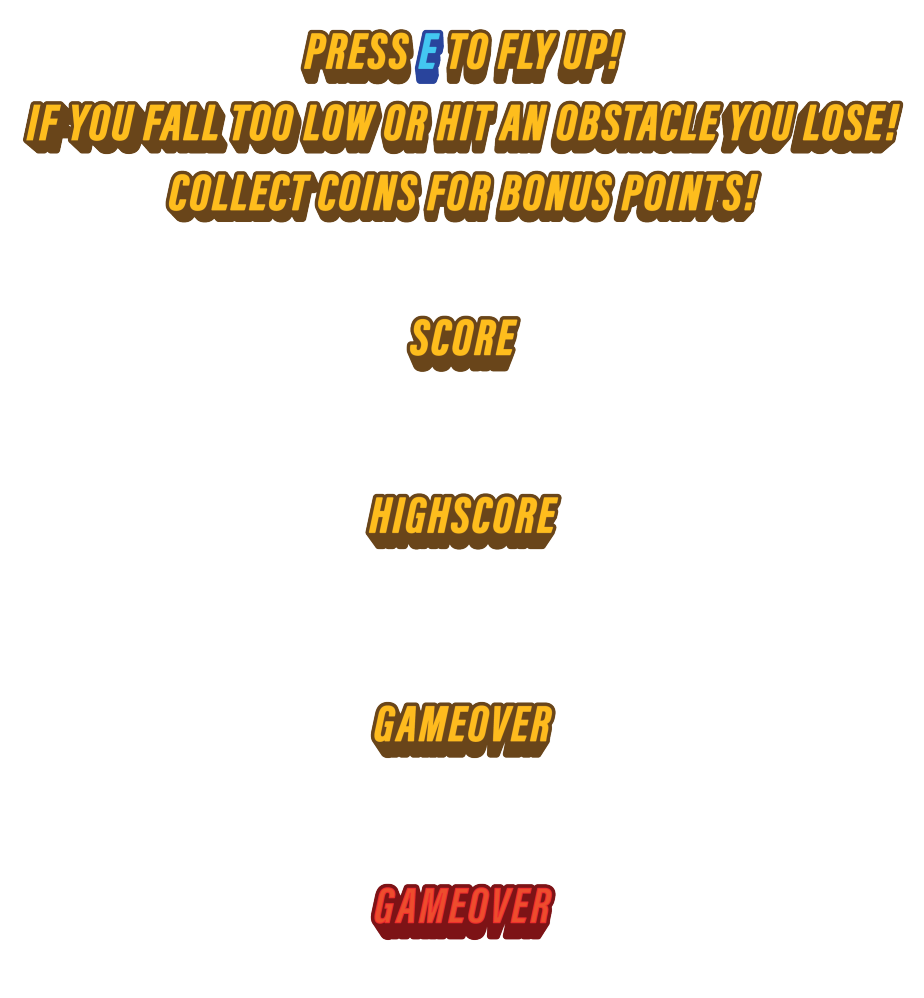 PRESS E TO FLY UP!
IF YOU FALL TOO LOW OR HIT AN OBSTACLE YOU LOSE!
COLLECT COINS FOR BONUS POINTS!
SCORE
HIGHSCORE
GAMEOVER
GAMEOVER